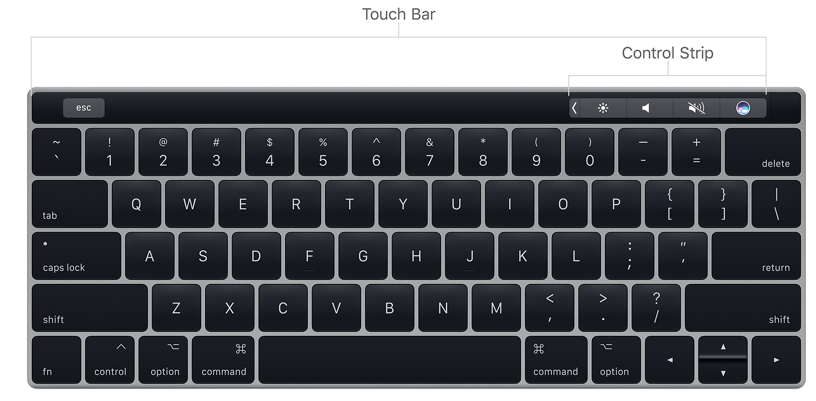 Touch Bar
Control Strip
esc
~ ! @ # $ % ^ & * ( ) — +
` 1 2 3 4 5 6 7 8 9 0 - = delete
{ } |
tab Q W E R T Y U I O P [ ] \
: "
caps lock A S D F G H J K L ; ' return
< > ?
shift Z X C V B N M , . / shift
^ ⌥ ⌘ ⌘ ⌥
fn control option command command option